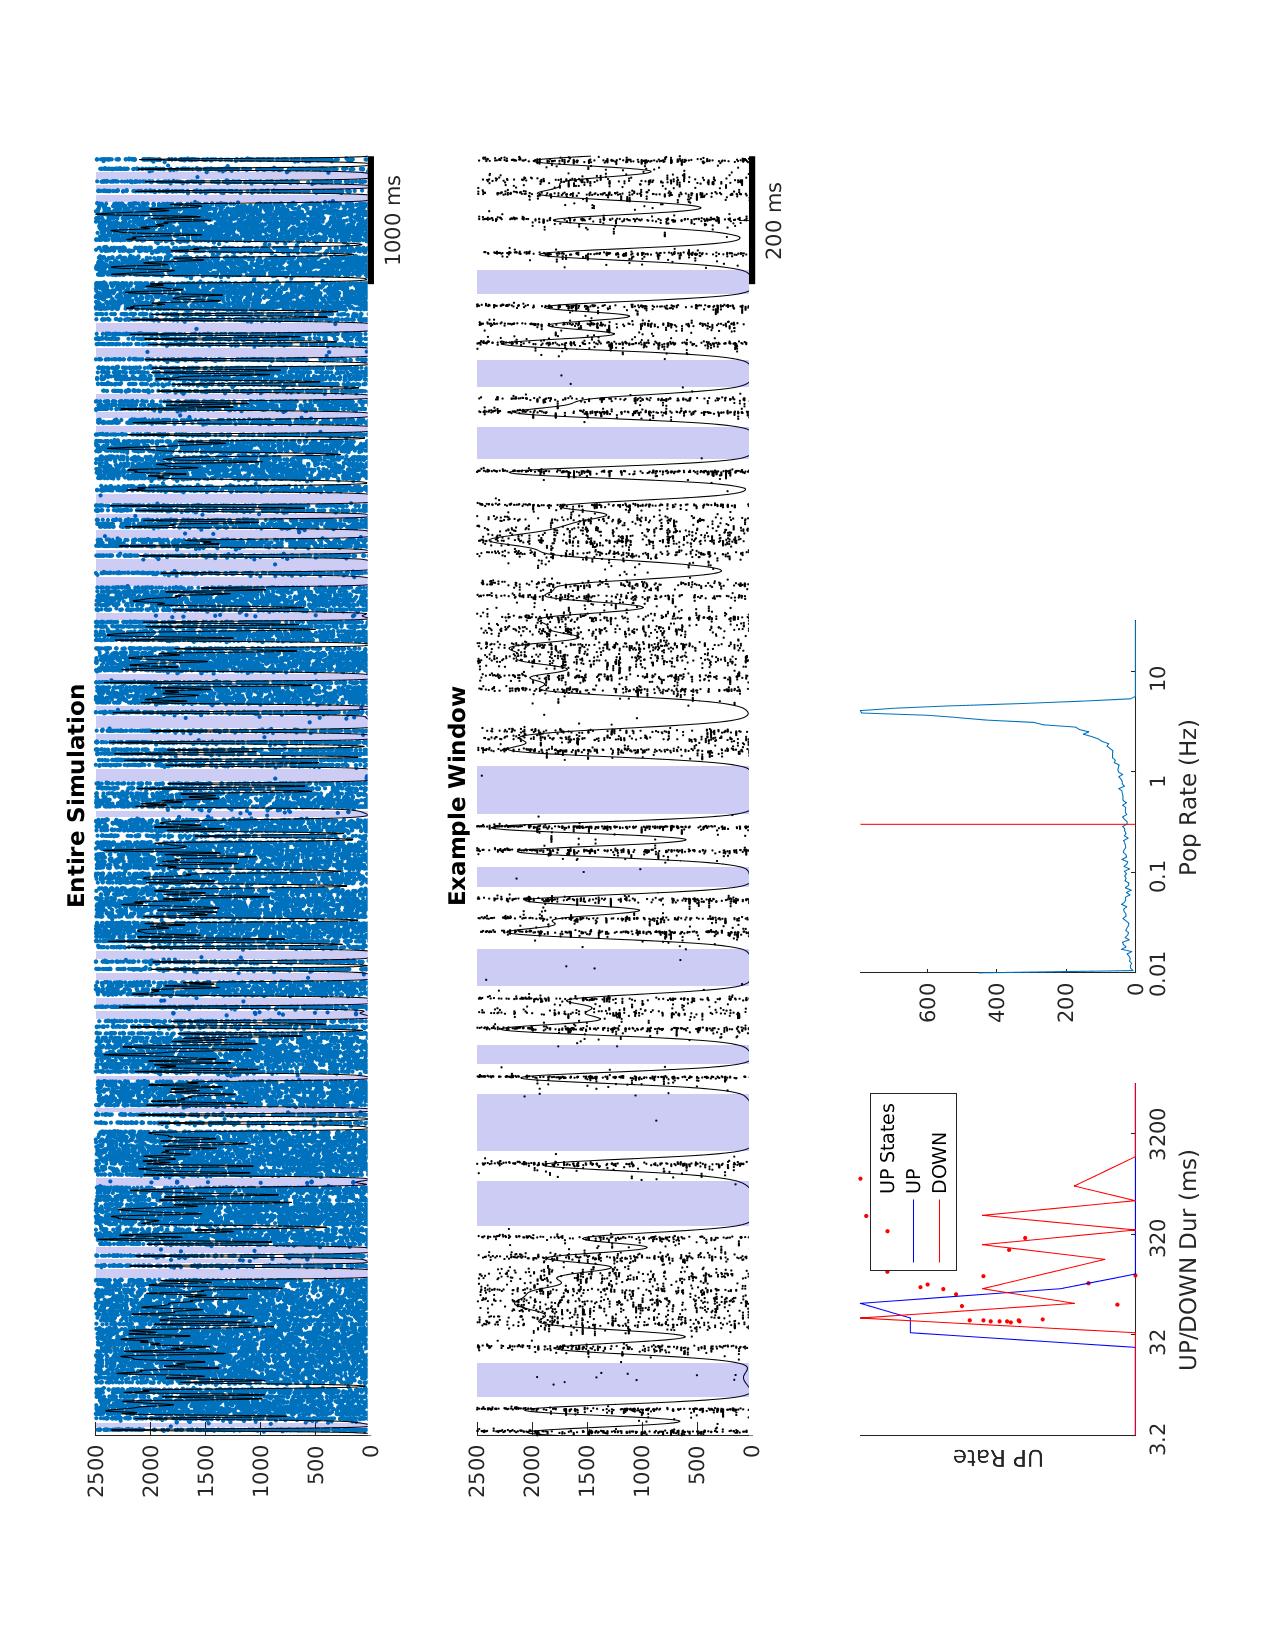 Entire Simulation
2500
2000
1500
1000
500
0
1000 ms
Example Window
2500
2000
1500
1000
500
0
200 ms
UP Rate
UP States
UP
DOWN
3.2 32 320 3200
UP/DOWN Dur (ms)
600
400
200
0
0.01 0.1 1 10
Pop Rate (Hz)